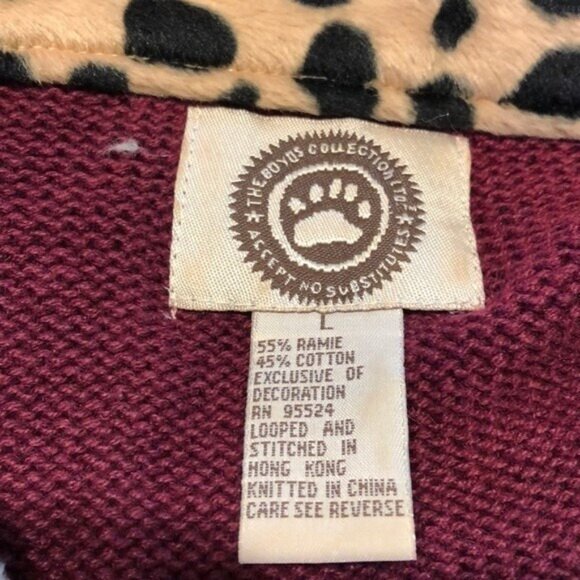 ★ THE BOYDS COLLECTION LTD. ★
ACCEPT NO SUBSTITUTES
L
55% RAMIE
45% COTTON
EXCLUSIVE OF
DECORATION
RN 95524
LOOPED AND
STITCHED IN
HONG KONG
KNITTED IN CHINA
CARE SEE REVERSE